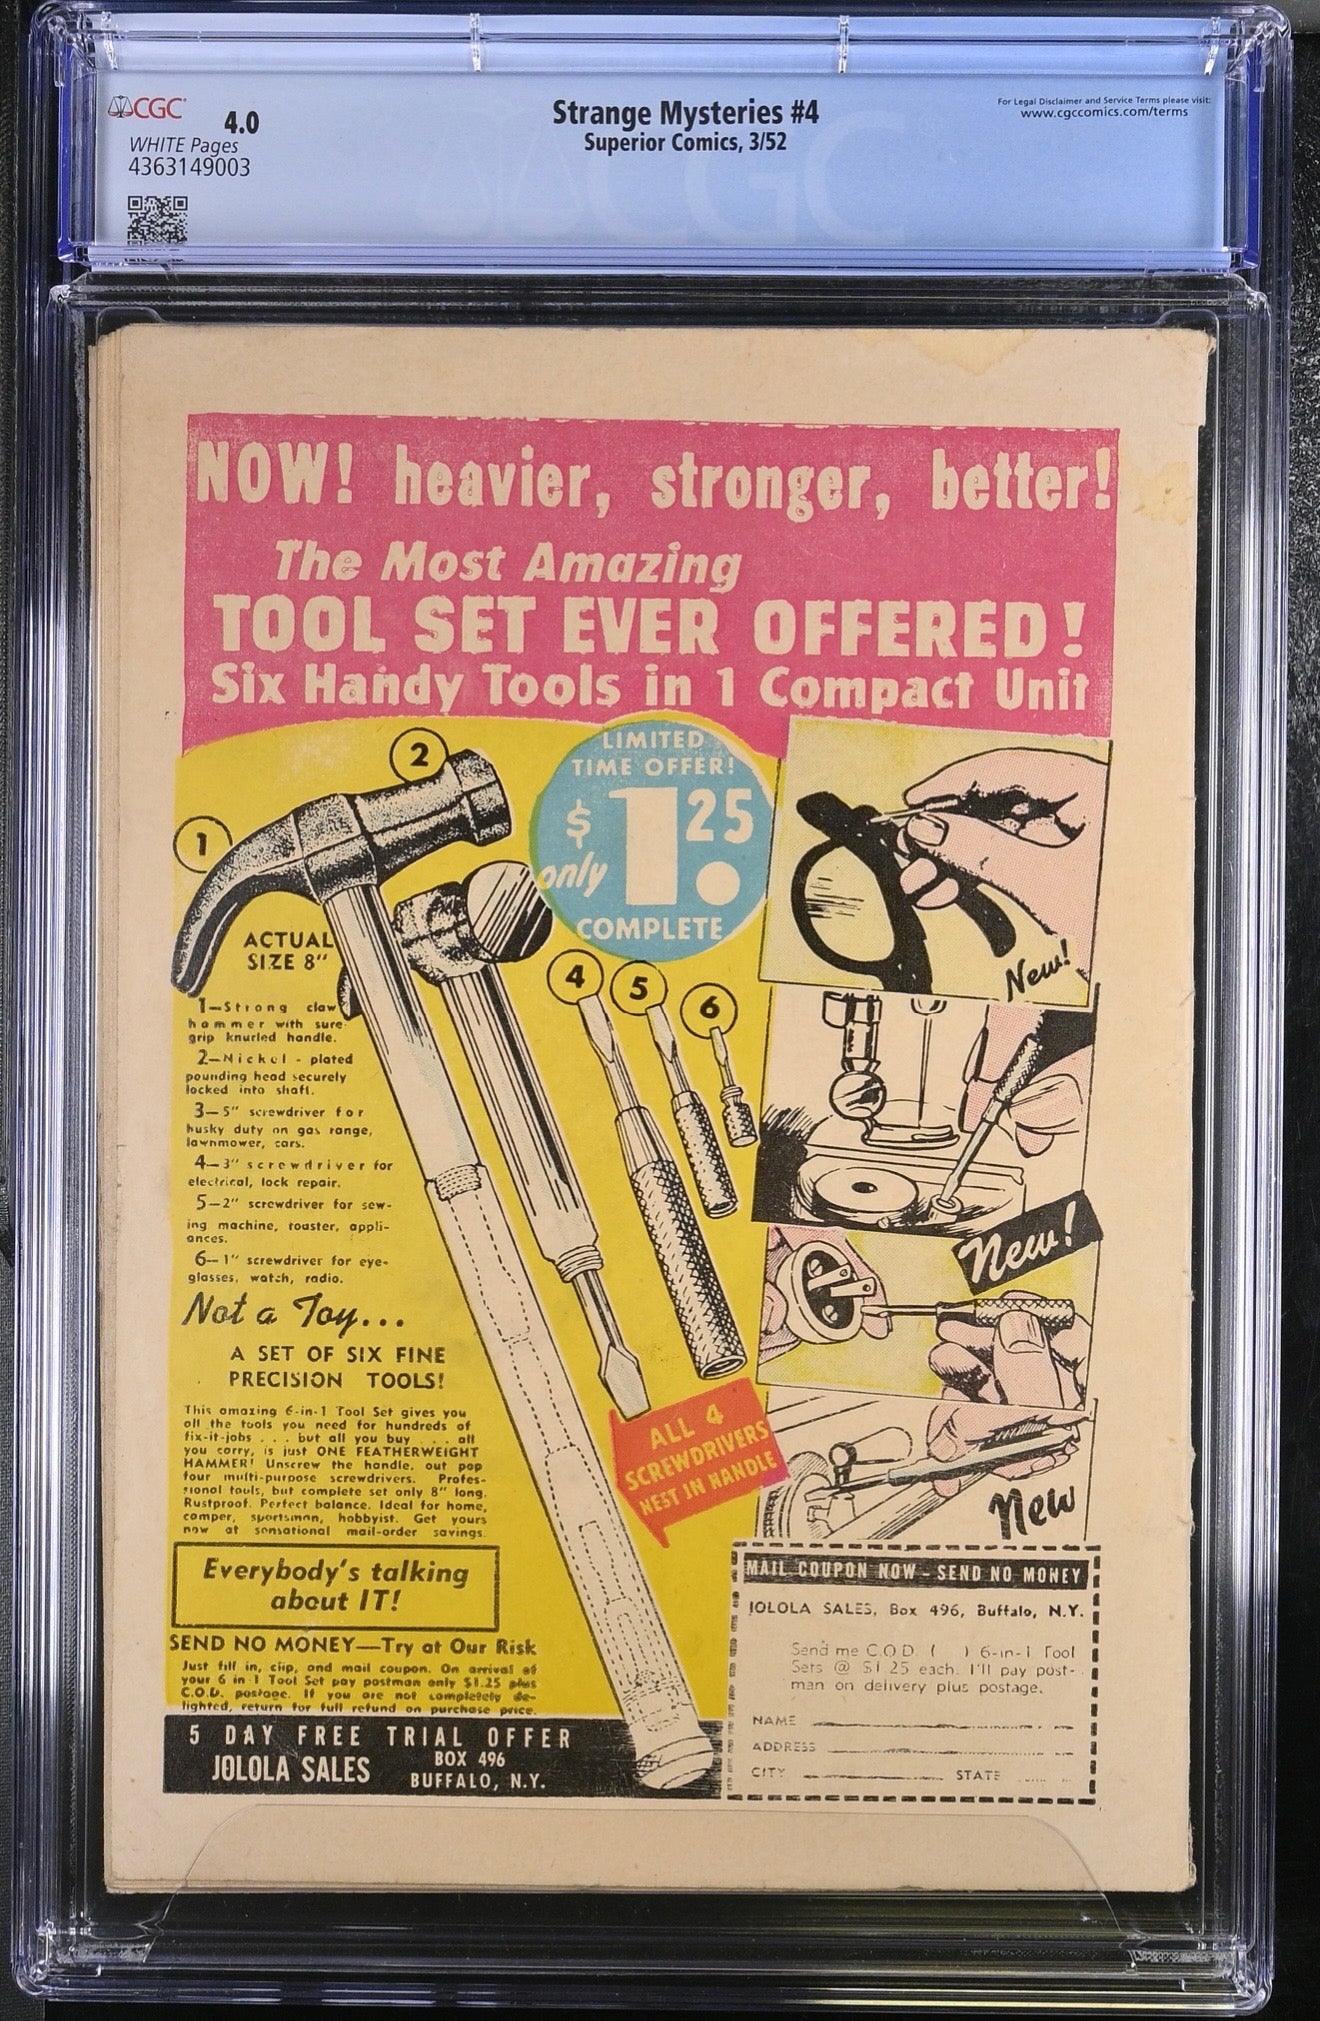 CGC
4.0
WHITE Pages
4363149003
Strange Mysteries #4
Superior Comics, 3/52
For Legal Disclaimer and Service Terms please visit:
www.cgccomics.com/terms
NOW! heavier, stronger, better!
The Most Amazing
TOOL SET EVER OFFERED!
Six Handy Tools in 1 Compact Unit
LIMITED
TIME OFFER!
$ 1.25
only
COMPLETE
2
1
4
5
6
ACTUAL
SIZE 8"
1—Strong claw
hammer with sure
grip knurled handle.
2—Nickel - plated
pounding head securely
locked into shaft.
3—5" screwdriver for
husky duty on gas range,
lawnmower, cars.
4—3" screwdriver for
electrical, lock repair.
5—2" screwdriver for sew-
ing machine, toaster, appli-
ances.
6—1" screwdriver for eye-
glasses, watch, radio.
Not a Toy...
A SET OF SIX FINE
PRECISION TOOLS!
This amazing 6-in-1 Tool Set gives you
all the tools you need for hundreds of
fix-it-jobs . . . but all you buy . . . all
you carry, is just ONE FEATHERWEIGHT
HAMMER! Unscrew the handle, out pop
four multi-purpose screwdrivers. Profes-
sional tools, but complete set only 8" long.
Rustproof. Perfect balance. Ideal for home,
camper, sportsman, hobbyist. Get yours
now at sensational mail-order savings.
Everybody's talking
about IT!
SEND NO MONEY—Try at Our Risk
Just fill in, clip, and mail coupon. On arrival of
your 6 in 1 Tool Set pay postman only $1.25 plus
C.O.D. postage. If you are not completely de-
lighted, return for full refund on purchase price.
5 DAY FREE TRIAL OFFER
JOLOLA SALES
BOX 496
BUFFALO, N.Y.
New!
New!
New
ALL 4
SCREWDRIVERS
NEST IN HANDLE
MAIL COUPON NOW - SEND NO MONEY
JOLOLA SALES, Box 496, Buffalo, N.Y.
Send me C.O.D. ( ) 6-in-1 Tool
Sets @ $1.25 each. I'll pay post-
man on delivery plus postage.
NAME
ADDRESS
CITY STATE